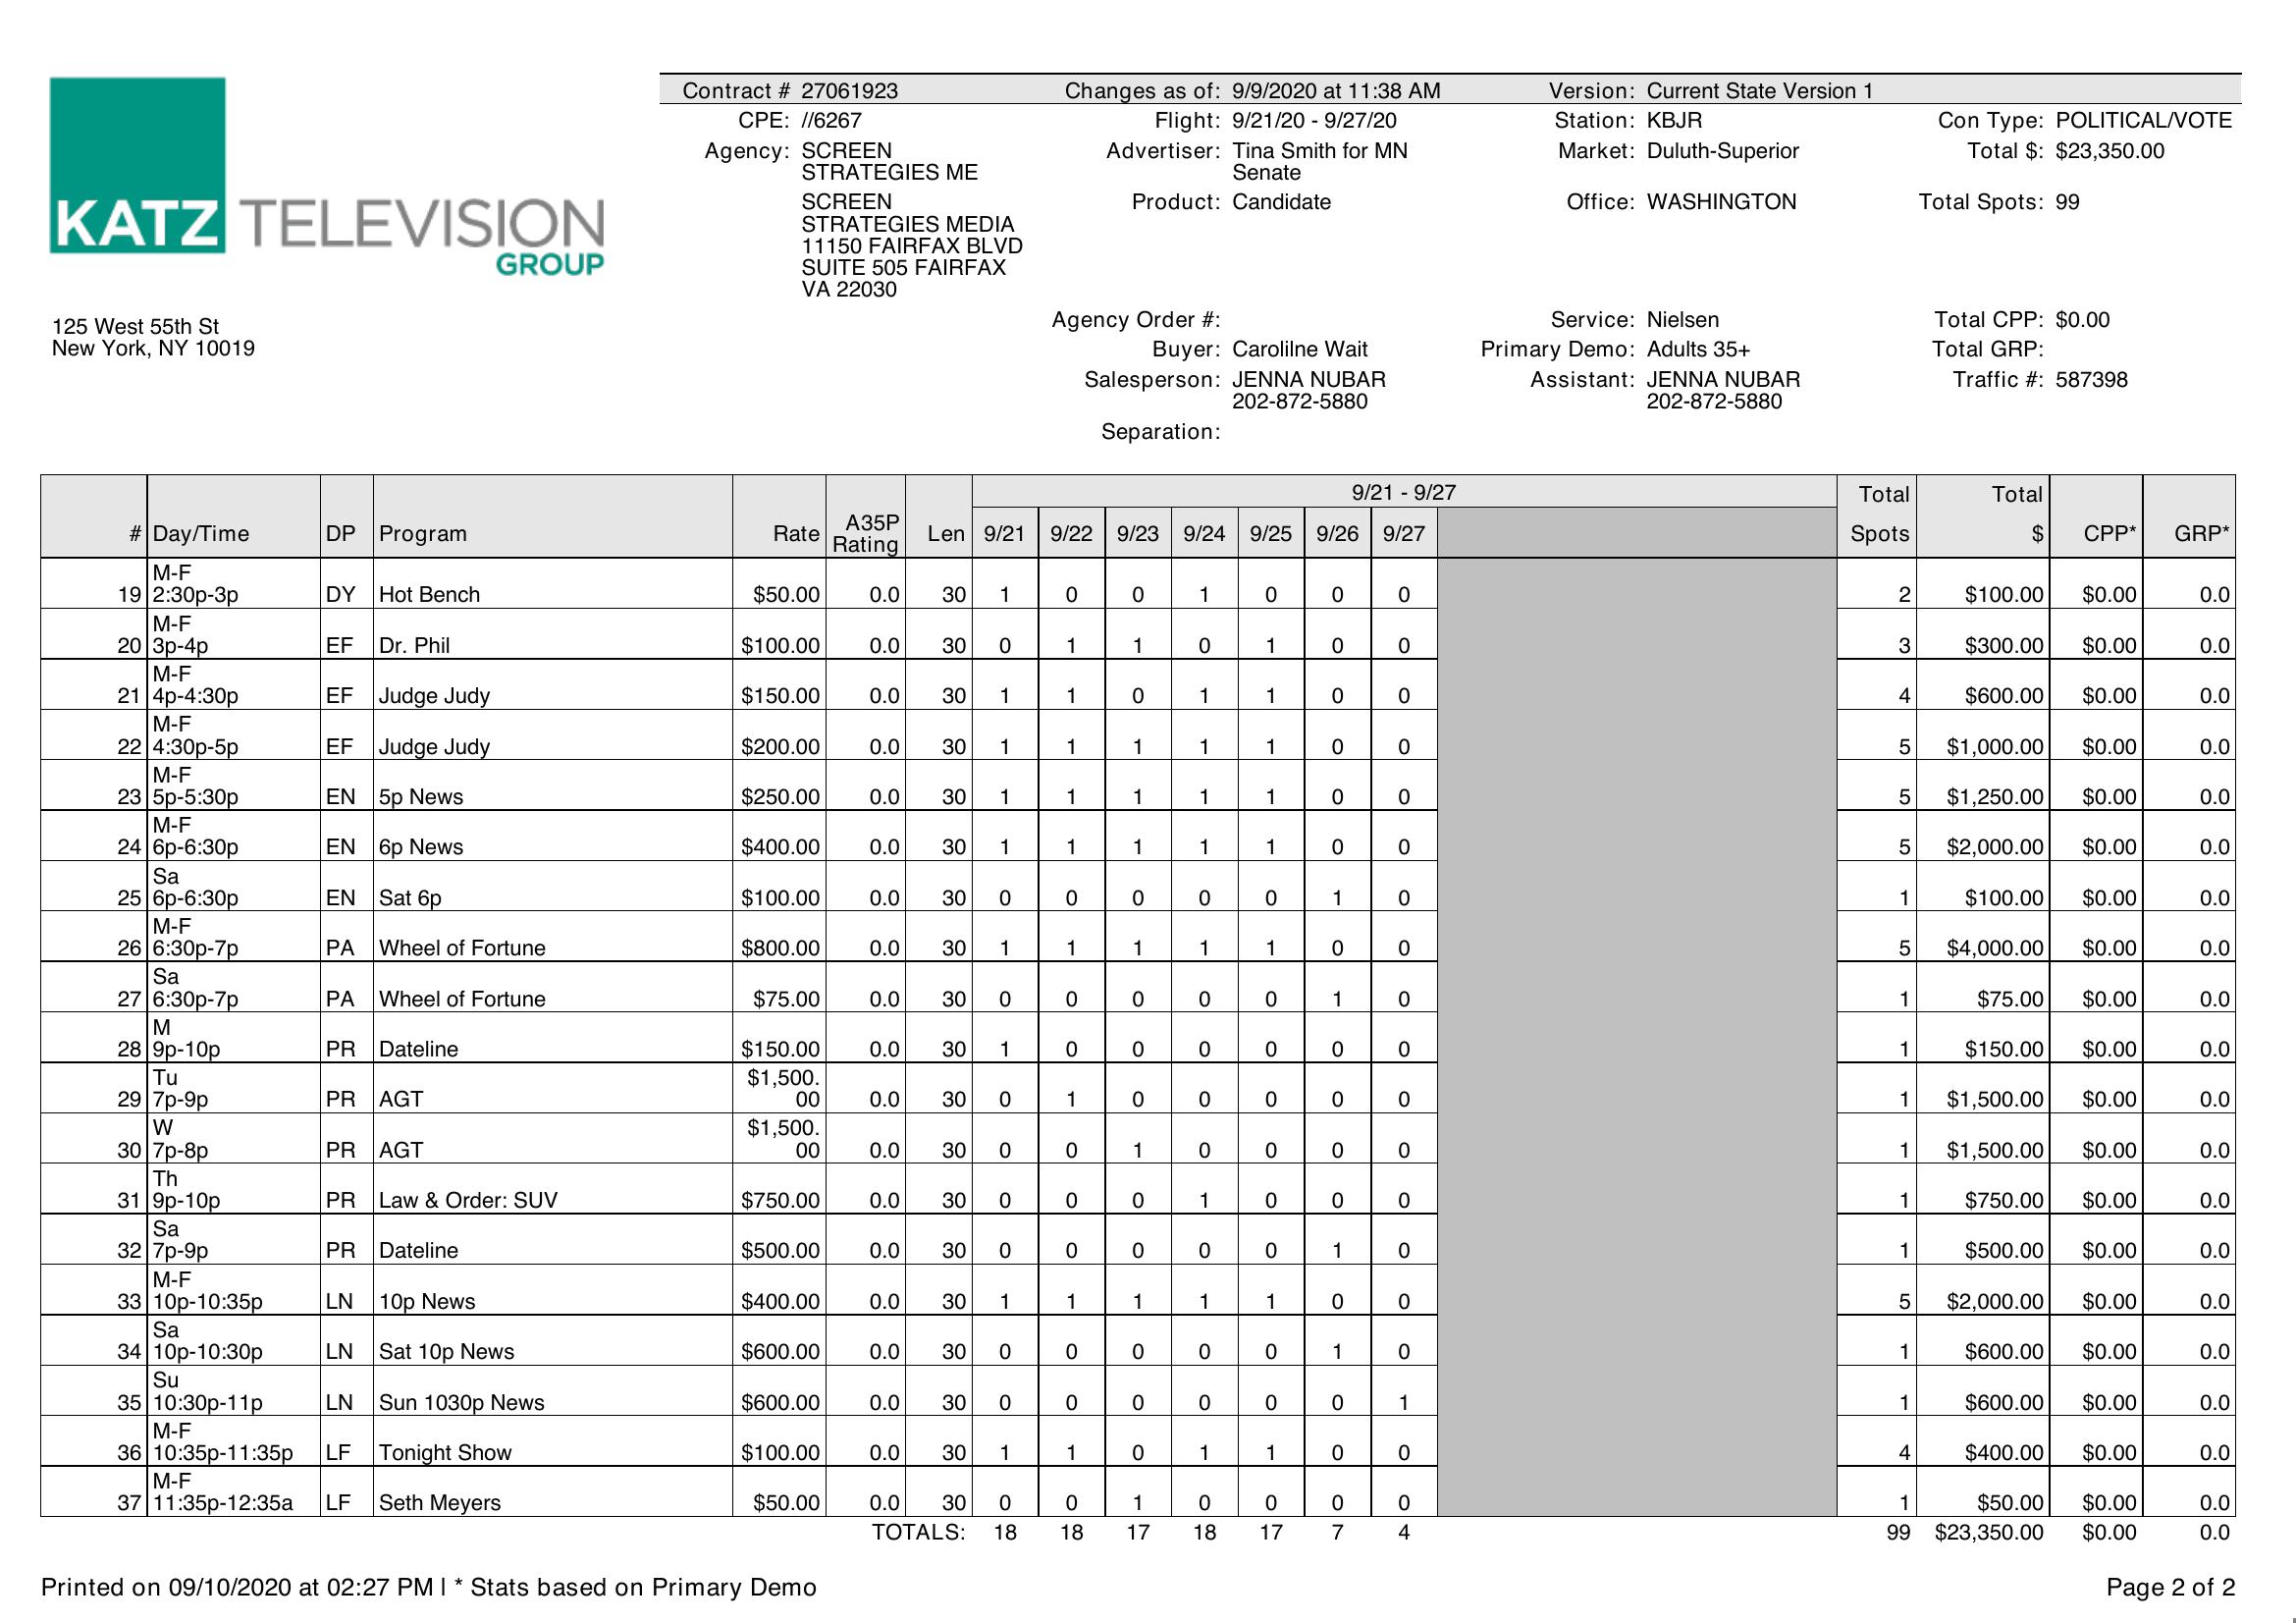 KATZ TELEVISION
GROUP
125 West 55th St
New York, NY 10019
Contract # 27061923 Changes as of: 9/9/2020 at 11:38 AM Version: Current State Version 1
CPE: //6267 Flight: 9/21/20 - 9/27/20 Station: KBJR Con Type: POLITICAL/VOTE
Agency: SCREEN Advertiser: Tina Smith for MN Market: Duluth-Superior Total $: $23,350.00
STRATEGIES ME Senate
SCREEN Product: Candidate Office: WASHINGTON Total Spots: 99
STRATEGIES MEDIA
11150 FAIRFAX BLVD
SUITE 505 FAIRFAX
VA 22030
Agency Order #: Service: Nielsen Total CPP: $0.00
Buyer: Carolilne Wait Primary Demo: Adults 35+ Total GRP:
Salesperson: JENNA NUBAR Assistant: JENNA NUBAR Traffic #: 587398
202-872-5880 202-872-5880
Separation:
9/21 - 9/27 Total Total
# Day/Time DP Program Rate A35P Rating Len 9/21 9/22 9/23 9/24 9/25 9/26 9/27 Spots $ CPP* GRP*
M-F
19 2:30p-3p DY Hot Bench $50.00 0.0 30 1 0 0 1 0 0 0 2 $100.00 $0.00 0.0
M-F
20 3p-4p EF Dr. Phil $100.00 0.0 30 0 1 1 0 1 0 0 3 $300.00 $0.00 0.0
M-F
21 4p-4:30p EF Judge Judy $150.00 0.0 30 1 1 0 1 1 0 0 4 $600.00 $0.00 0.0
M-F
22 4:30p-5p EF Judge Judy $200.00 0.0 30 1 1 1 1 1 0 0 5 $1,000.00 $0.00 0.0
M-F
23 5p-5:30p EN 5p News $250.00 0.0 30 1 1 1 1 1 0 0 5 $1,250.00 $0.00 0.0
M-F
24 6p-6:30p EN 6p News $400.00 0.0 30 1 1 1 1 1 0 0 5 $2,000.00 $0.00 0.0
Sa
25 6p-6:30p EN Sat 6p $100.00 0.0 30 0 0 0 0 0 1 0 1 $100.00 $0.00 0.0
M-F
26 6:30p-7p PA Wheel of Fortune $800.00 0.0 30 1 1 1 1 1 0 0 5 $4,000.00 $0.00 0.0
Sa
27 6:30p-7p PA Wheel of Fortune $75.00 0.0 30 0 0 0 0 0 1 0 1 $75.00 $0.00 0.0
M
28 9p-10p PR Dateline $150.00 0.0 30 1 0 0 0 0 0 0 1 $150.00 $0.00 0.0
Tu $1,500.
29 7p-9p PR AGT 00 0.0 30 0 1 0 0 0 0 0 1 $1,500.00 $0.00 0.0
W $1,500.
30 7p-8p PR AGT 00 0.0 30 0 0 1 0 0 0 0 1 $1,500.00 $0.00 0.0
Th
31 9p-10p PR Law & Order: SUV $750.00 0.0 30 0 0 0 1 0 0 0 1 $750.00 $0.00 0.0
Sa
32 7p-9p PR Dateline $500.00 0.0 30 0 0 0 0 0 1 0 1 $500.00 $0.00 0.0
M-F
33 10p-10:35p LN 10p News $400.00 0.0 30 1 1 1 1 1 0 0 5 $2,000.00 $0.00 0.0
Sa
34 10p-10:30p LN Sat 10p News $600.00 0.0 30 0 0 0 0 0 1 0 1 $600.00 $0.00 0.0
Su
35 10:30p-11p LN Sun 1030p News $600.00 0.0 30 0 0 0 0 0 0 1 1 $600.00 $0.00 0.0
M-F
36 10:35p-11:35p LF Tonight Show $100.00 0.0 30 1 1 0 1 1 0 0 4 $400.00 $0.00 0.0
M-F
37 11:35p-12:35a LF Seth Meyers $50.00 0.0 30 0 0 1 0 0 0 0 1 $50.00 $0.00 0.0
TOTALS: 18 18 17 18 17 7 4 99 $23,350.00 $0.00 0.0
Printed on 09/10/2020 at 02:27 PM | * Stats based on Primary Demo Page 2 of 2